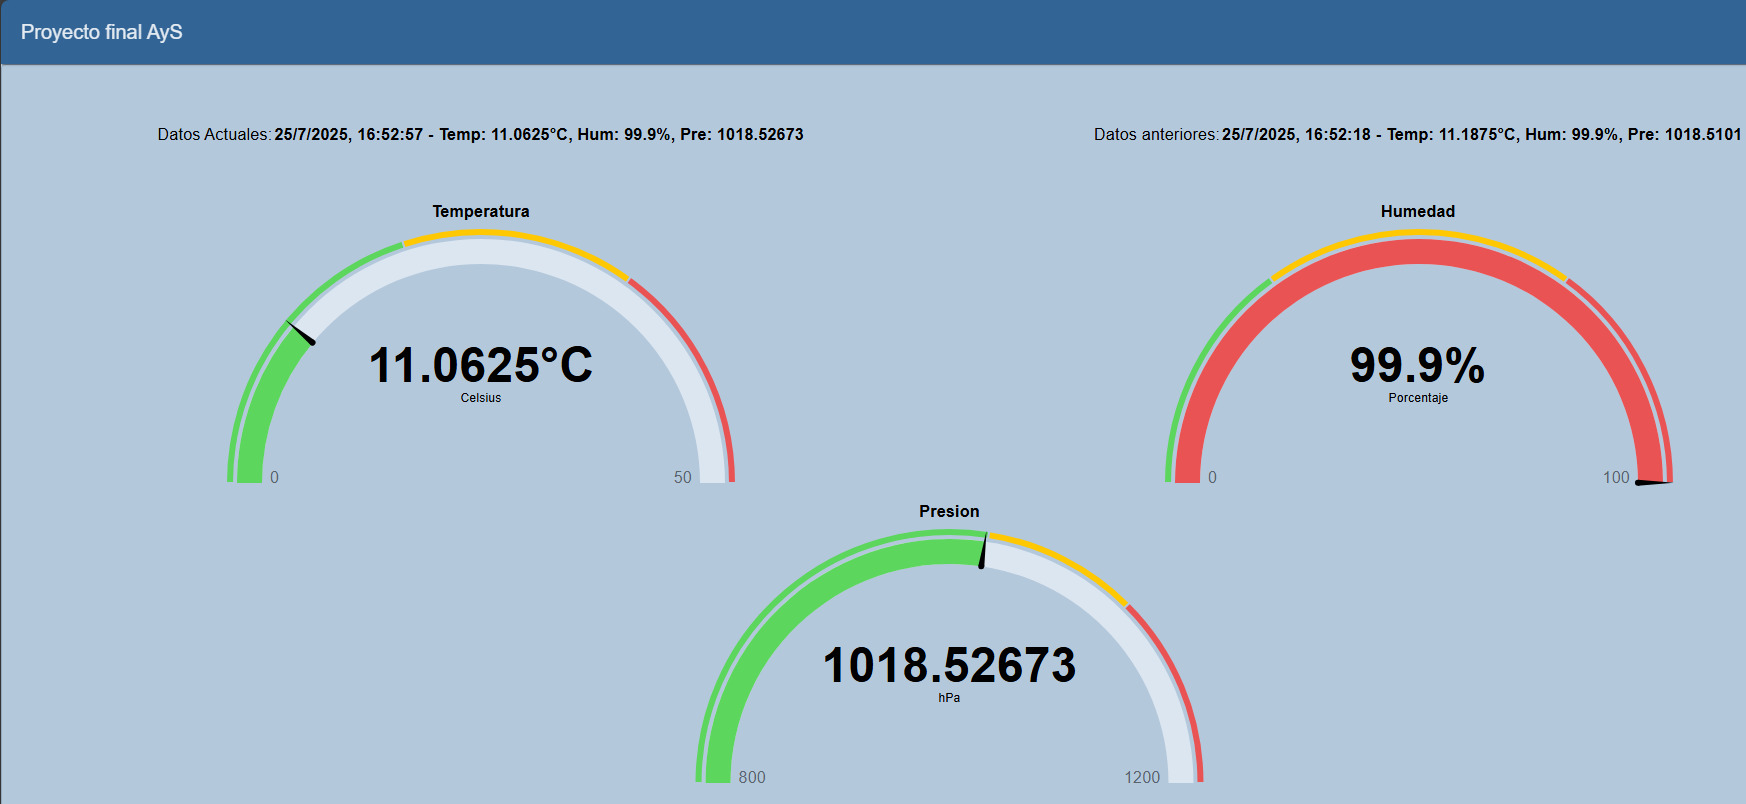 Proyecto final AyS
Datos Actuales: 25/7/2025, 16:52:57 - Temp: 11.0625°C, Hum: 99.9%, Pre: 1018.52673
Datos anteriores: 25/7/2025, 16:52:18 - Temp: 11.1875°C, Hum: 99.9%, Pre: 1018.5101
Temperatura
11.0625°C
Celsius
0
50
Humedad
99.9%
Porcentaje
0
100
Presion
1018.52673
hPa
800
1200